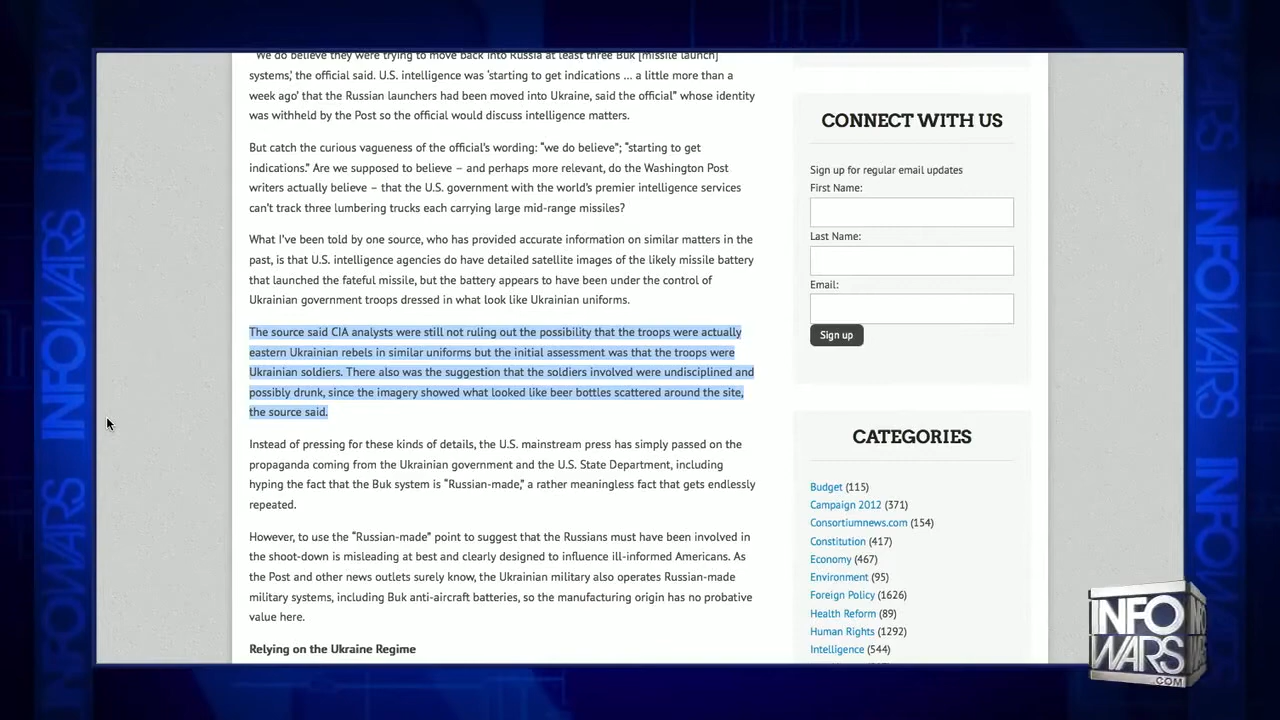 "We do believe they were trying to move back into Russia at least three Buk [missile launch]
systems,' the official said. U.S. intelligence was 'starting to get indications … a little more than a
week ago' that the Russian launchers had been moved into Ukraine, said the official" whose identity
was withheld by the Post so the official would discuss intelligence matters.
But catch the curious vagueness of the official's wording: "we do believe"; "starting to get
indications." Are we supposed to believe – and perhaps more relevant, do the Washington Post
writers actually believe – that the U.S. government with the world's premier intelligence services
can't track three lumbering trucks each carrying large mid-range missiles?
What I've been told by one source, who has provided accurate information on similar matters in the
past, is that U.S. intelligence agencies do have detailed satellite images of the likely missile battery
that launched the fateful missile, but the battery appears to have been under the control of
Ukrainian government troops dressed in what look like Ukrainian uniforms.
The source said CIA analysts were still not ruling out the possibility that the troops were actually
eastern Ukrainian rebels in similar uniforms but the initial assessment was that the troops were
Ukrainian soldiers. There also was the suggestion that the soldiers involved were undisciplined and
possibly drunk, since the imagery showed what looked like beer bottles scattered around the site,
the source said.
Instead of pressing for these kinds of details, the U.S. mainstream press has simply passed on the
propaganda coming from the Ukrainian government and the U.S. State Department, including
hyping the fact that the Buk system is "Russian-made," a rather meaningless fact that gets endlessly
repeated.
However, to use the "Russian-made" point to suggest that the Russians must have been involved in
the shoot-down is misleading at best and clearly designed to influence ill-informed Americans. As
the Post and other news outlets surely know, the Ukrainian military also operates Russian-made
military systems, including Buk anti-aircraft batteries, so the manufacturing origin has no probative
value here.
Relying on the Ukraine Regime
CONNECT WITH US
Sign up for regular email updates
First Name:
Last Name:
Email:
Sign up
CATEGORIES
Budget (115)
Campaign 2012 (371)
Consortiumnews.com (154)
Constitution (417)
Economy (467)
Environment (95)
Foreign Policy (1626)
Health Reform (89)
Human Rights (1292)
Intelligence (544)
INFOWARS
INFOWARS
INFO
WARS
.COM